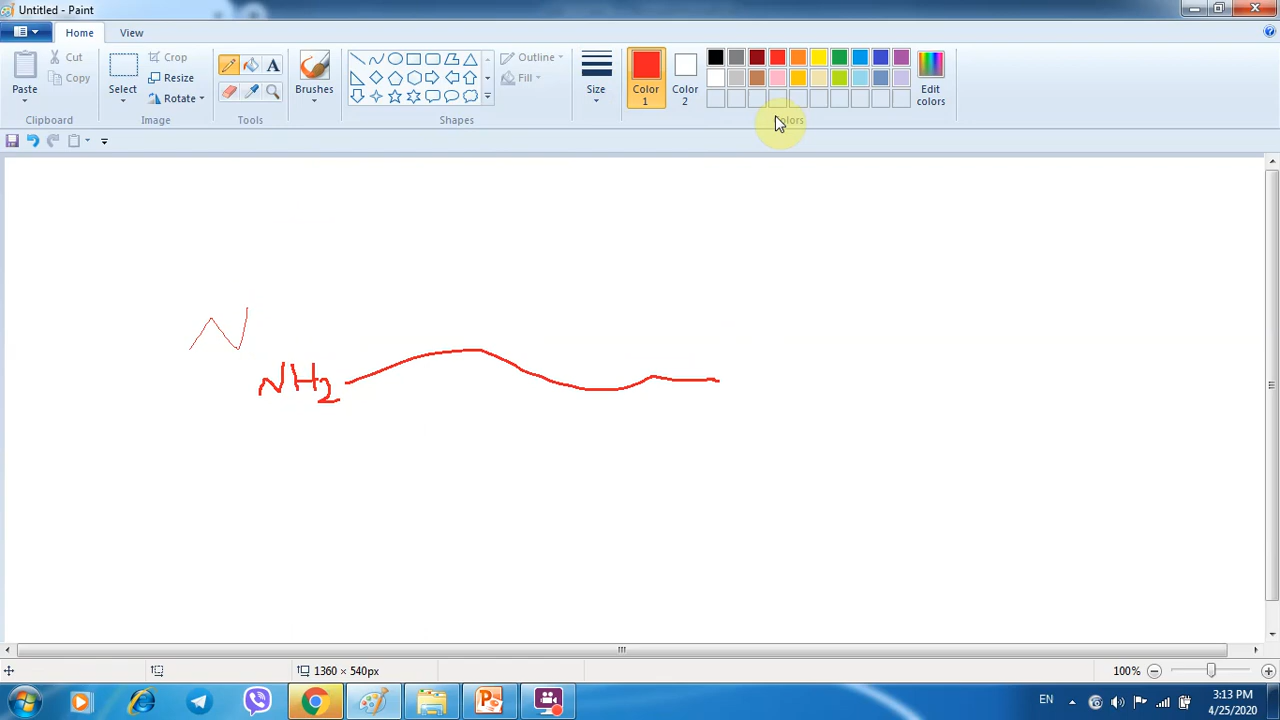 Untitled - Paint
Home View
Paste
Cut
Copy
Clipboard
Select
Crop
Resize
Rotate
Image
A
Tools
Brushes
Shapes
Outline
Fill
Size
Color
1
Color
2
Edit
colors
N
NH2
1360 × 540px
100%
EN
3:13 PM
4/25/2020